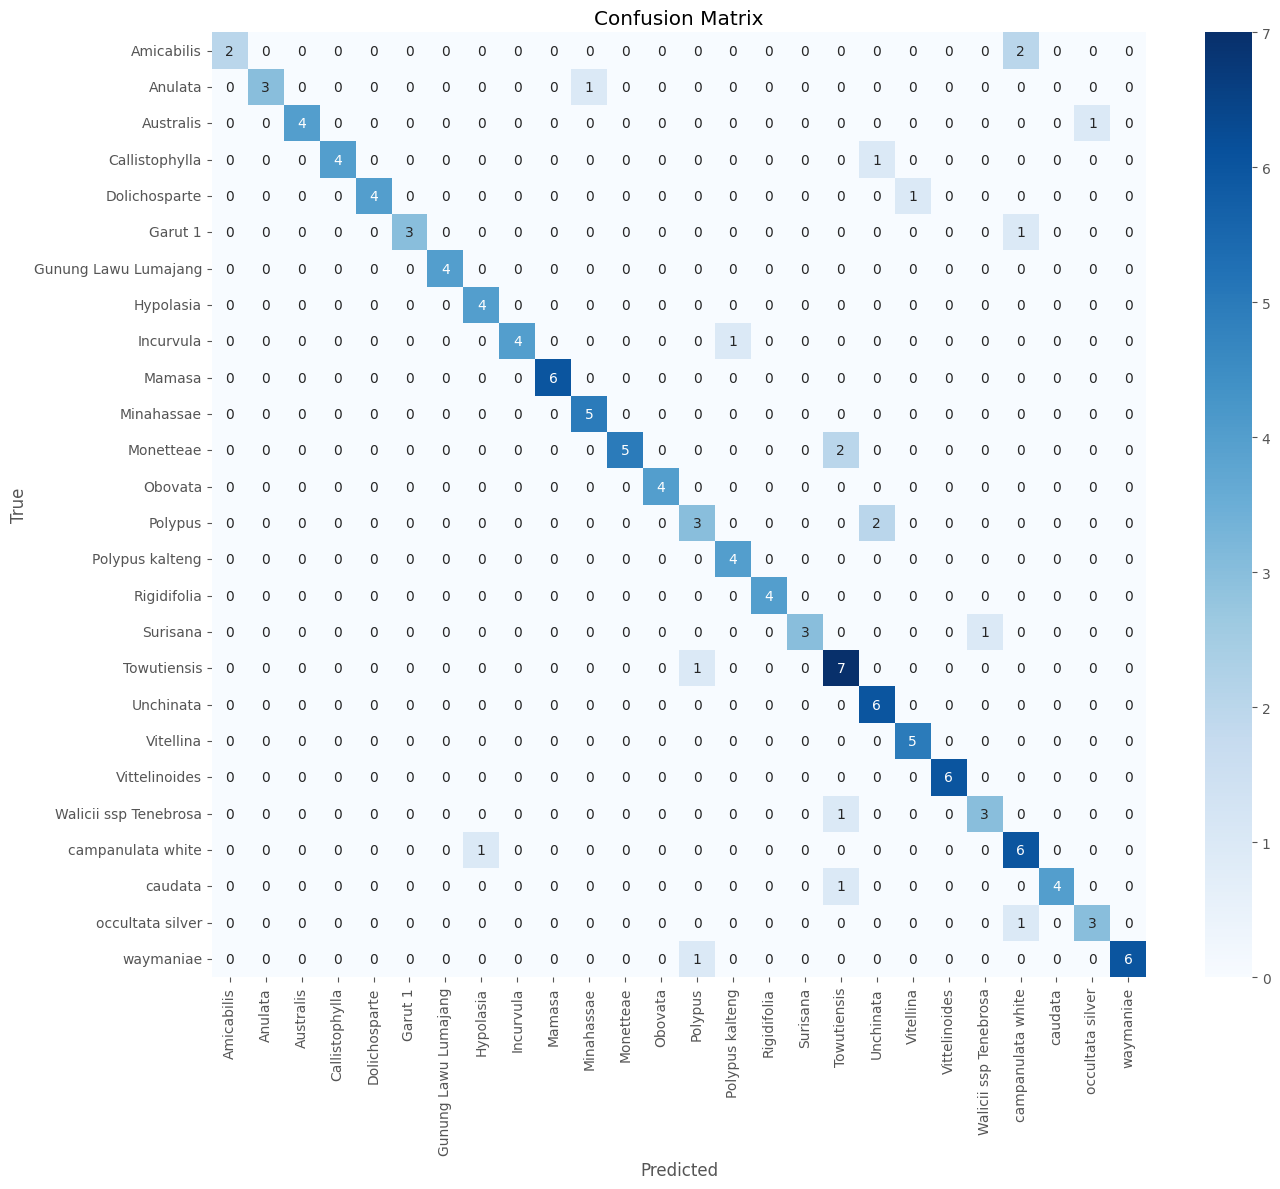 Confusion Matrix
Amicabilis 2 0 0 0 0 0 0 0 0 0 0 0 0 0 0 0 0 0 0 0 0 0 2 0 0 0
Anulata 0 3 0 0 0 0 0 0 0 0 1 0 0 0 0 0 0 0 0 0 0 0 0 0 0 0
Australis 0 0 4 0 0 0 0 0 0 0 0 0 0 0 0 0 0 0 0 0 0 0 0 0 1 0
Callistophylla 0 0 0 4 0 0 0 0 0 0 0 0 0 0 0 0 0 0 1 0 0 0 0 0 0 0
Dolichosparte 0 0 0 0 4 0 0 0 0 0 0 0 0 0 0 0 0 0 0 1 0 0 0 0 0 0
Garut 1 0 0 0 0 0 3 0 0 0 0 0 0 0 0 0 0 0 0 0 0 0 0 1 0 0 0
Gunung Lawu Lumajang 0 0 0 0 0 0 4 0 0 0 0 0 0 0 0 0 0 0 0 0 0 0 0 0 0 0
Hypolasia 0 0 0 0 0 0 0 4 0 0 0 0 0 0 0 0 0 0 0 0 0 0 0 0 0 0
Incurvula 0 0 0 0 0 0 0 0 4 0 0 0 0 0 1 0 0 0 0 0 0 0 0 0 0 0
Mamasa 0 0 0 0 0 0 0 0 0 6 0 0 0 0 0 0 0 0 0 0 0 0 0 0 0 0
Minahassae 0 0 0 0 0 0 0 0 0 0 5 0 0 0 0 0 0 0 0 0 0 0 0 0 0 0
Monetteae 0 0 0 0 0 0 0 0 0 0 0 5 0 0 0 0 0 2 0 0 0 0 0 0 0 0
Obovata 0 0 0 0 0 0 0 0 0 0 0 0 4 0 0 0 0 0 0 0 0 0 0 0 0 0
Polypus 0 0 0 0 0 0 0 0 0 0 0 0 0 3 0 0 0 0 2 0 0 0 0 0 0 0
Polypus kalteng 0 0 0 0 0 0 0 0 0 0 0 0 0 0 4 0 0 0 0 0 0 0 0 0 0 0
Rigidifolia 0 0 0 0 0 0 0 0 0 0 0 0 0 0 0 4 0 0 0 0 0 0 0 0 0 0
Surisana 0 0 0 0 0 0 0 0 0 0 0 0 0 0 0 0 3 0 0 0 0 1 0 0 0 0
Towutiensis 0 0 0 0 0 0 0 0 0 0 0 0 0 1 0 0 0 7 0 0 0 0 0 0 0 0
Unchinata 0 0 0 0 0 0 0 0 0 0 0 0 0 0 0 0 0 0 6 0 0 0 0 0 0 0
Vitellina 0 0 0 0 0 0 0 0 0 0 0 0 0 0 0 0 0 0 0 5 0 0 0 0 0 0
Vittelinoides 0 0 0 0 0 0 0 0 0 0 0 0 0 0 0 0 0 0 0 0 6 0 0 0 0 0
Walicii ssp Tenebrosa 0 0 0 0 0 0 0 0 0 0 0 0 0 0 0 0 0 1 0 0 0 3 0 0 0 0
campanulata white 0 0 0 0 0 0 0 1 0 0 0 0 0 0 0 0 0 0 0 0 0 0 6 0 0 0
caudata 0 0 0 0 0 0 0 0 0 0 0 0 0 0 0 0 0 1 0 0 0 0 0 4 0 0
occultata silver 0 0 0 0 0 0 0 0 0 0 0 0 0 0 0 0 0 0 0 0 0 0 1 0 3 0
waymaniae 0 0 0 0 0 0 0 0 0 0 0 0 0 1 0 0 0 0 0 0 0 0 0 0 0 6
True
Amicabilis
Anulata
Australis
Callistophylla
Dolichosparte
Garut 1
Gunung Lawu Lumajang
Hypolasia
Incurvula
Mamasa
Minahassae
Monetteae
Obovata
Polypus
Polypus kalteng
Rigidifolia
Surisana
Towutiensis
Unchinata
Vitellina
Vittelinoides
Walicii ssp Tenebrosa
campanulata white
caudata
occultata silver
waymaniae
Predicted
7
6
5
4
3
2
1
0